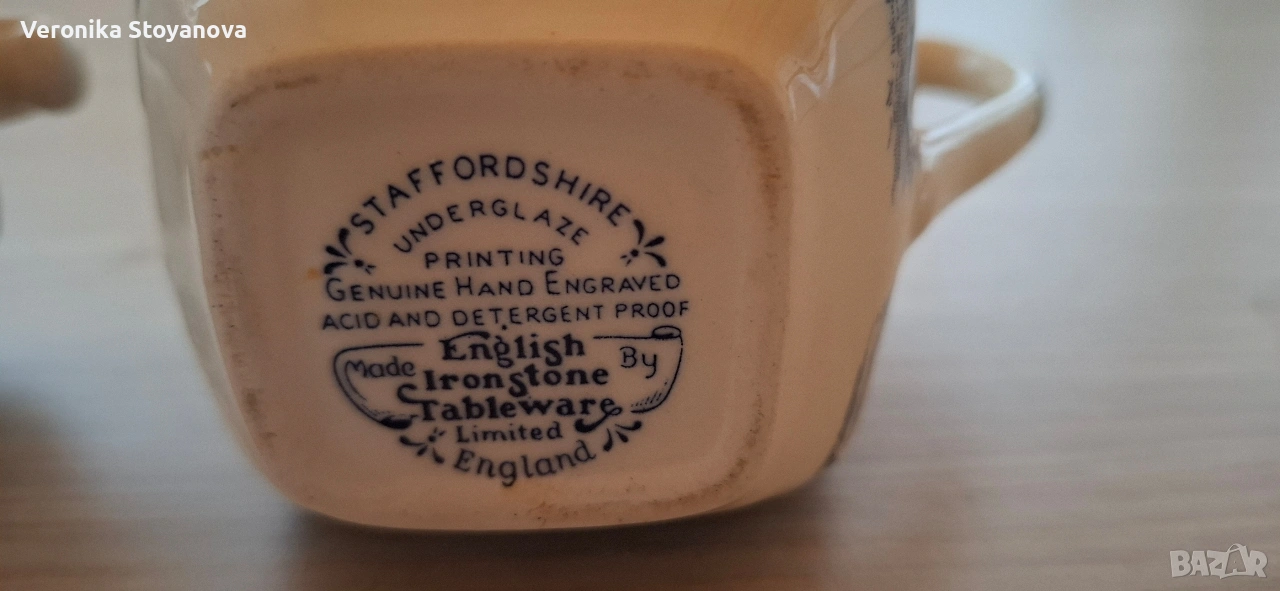 Veronika Stoyanova
STAFFORDSHIRE
UNDERGLAZE
PRINTING
GENUINE HAND ENGRAVED
ACID AND DETERGENT PROOF
Made English By
Ironstone
Tableware
Limited
England
BAZAR